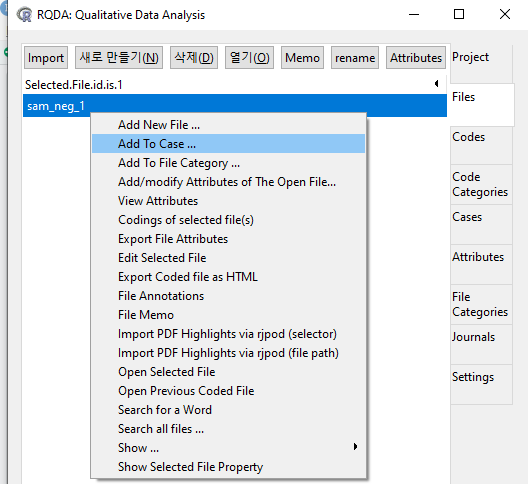 RQDA: Qualitative Data Analysis
Import 새로 만들기(N) 삭제(D) 열기(O) Memo rename Attributes
Selected.File.id.is.1
sam_neg_1
Add New File ...
Add To Case ...
Add To File Category ...
Add/modify Attributes of The Open File...
View Attributes
Codings of selected file(s)
Export File Attributes
Edit Selected File
Export Coded file as HTML
File Annotations
File Memo
Import PDF Highlights via rjpod (selector)
Import PDF Highlights via rjpod (file path)
Open Selected File
Open Previous Coded File
Search for a Word
Search all files ...
Show ...
Show Selected File Property
Project
Files
Codes
Code
Categories
Cases
Attributes
File
Categories
Journals
Settings